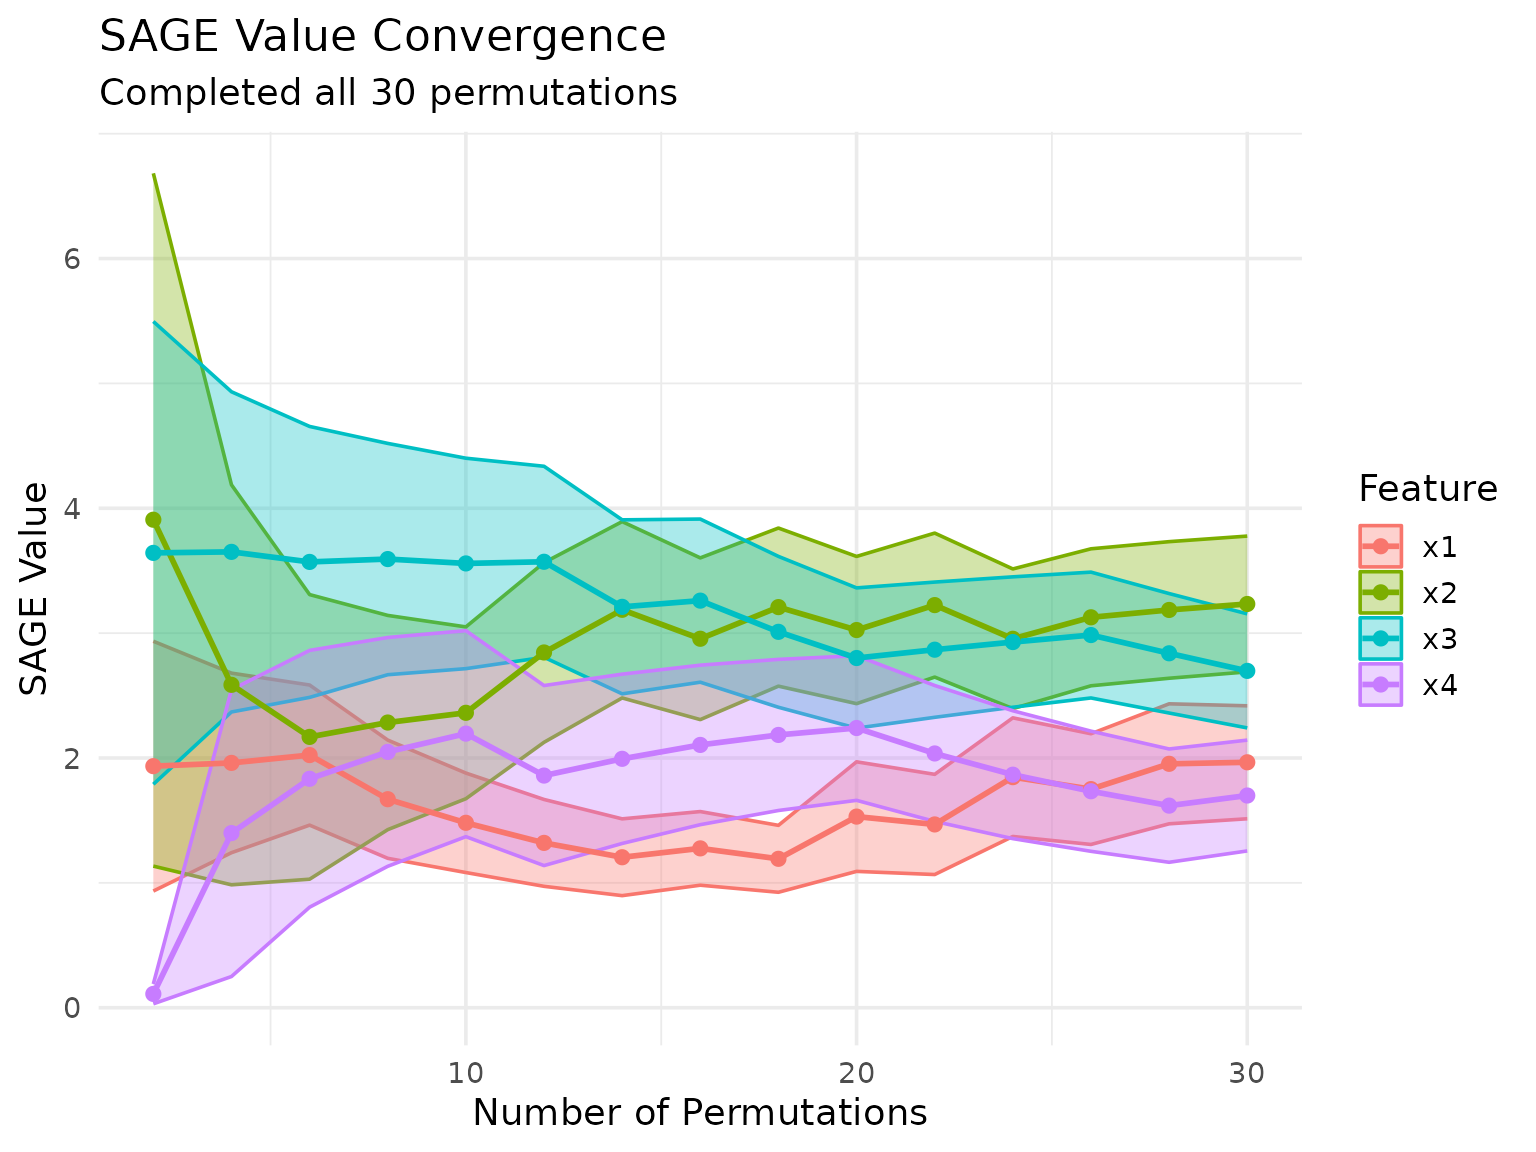 SAGE Value Convergence
Completed all 30 permutations
SAGE Value
6
4
2
0
10
20
30
Number of Permutations
Feature
x1
x2
x3
x4